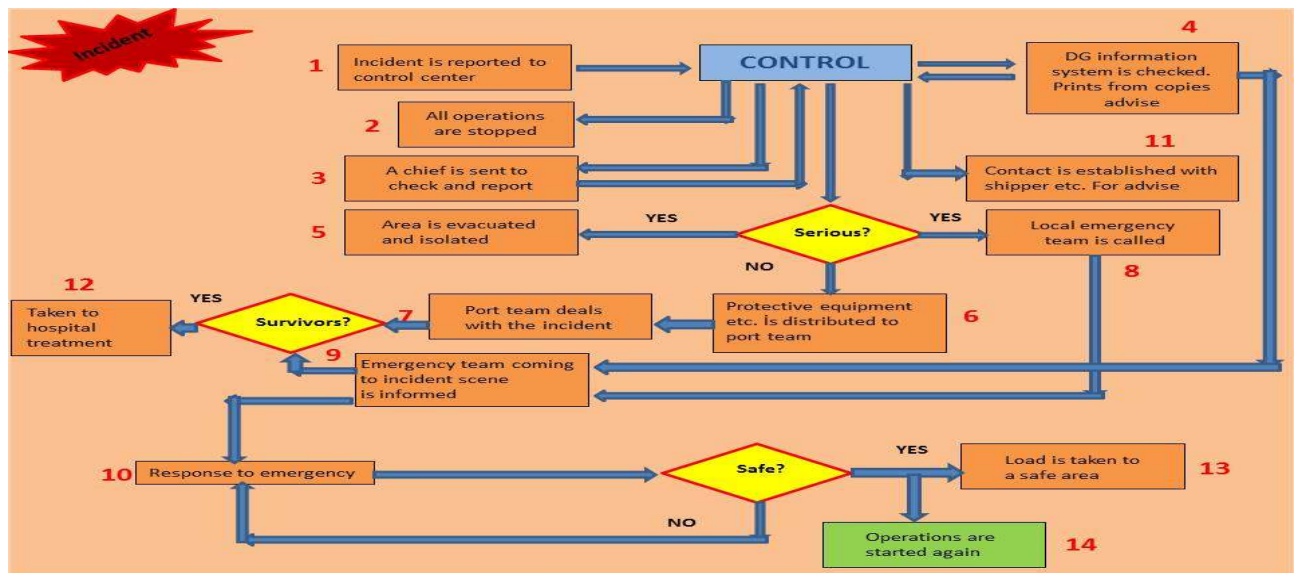 Incident
1
Incident is reported to
control center
CONTROL
4
DG information
system is checked.
Prints from copies
advise
2
All operations
are stopped
3
A chief is sent to
check and report
11
Contact is established with
shipper etc. For advise
5
Area is evacuated
and isolated
YES
Serious?
YES
Local emergency
team is called
8
NO
12
Taken to
hospital
treatment
YES
Survivors?
7
Port team deals
with the incident
Protective equipment
etc. İs distributed to
port team
6
9
Emergency team coming
to incident scene
is informed
10
Response to emergency
Safe?
YES
Load is taken to
a safe area
13
NO
Operations are
started again
14